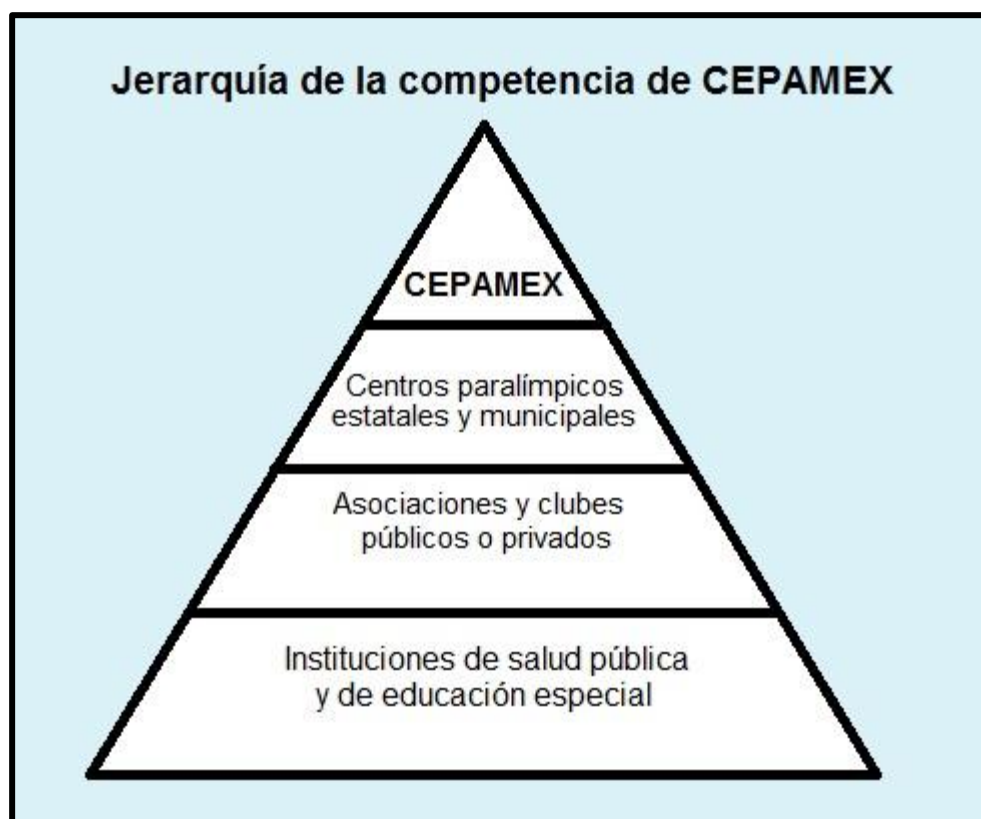 Jerarquía de la competencia de CEPAMEX
CEPAMEX
Centros paralímpicos
estatales y municipales
Asociaciones y clubes
públicos o privados
Instituciones de salud pública
y de educación especial